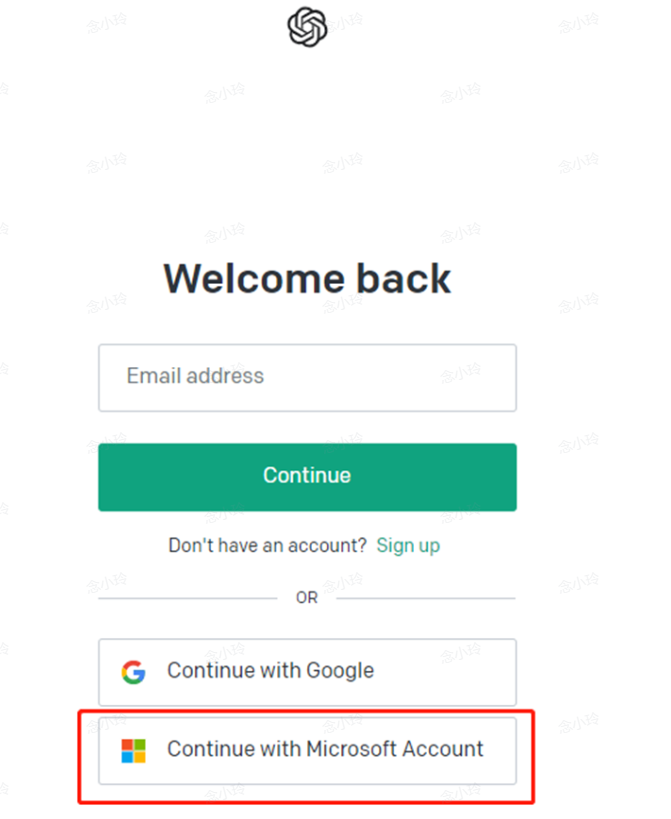 Welcome back
Email address
Continue
Don't have an account? Sign up
OR
Continue with Google
Continue with Microsoft Account